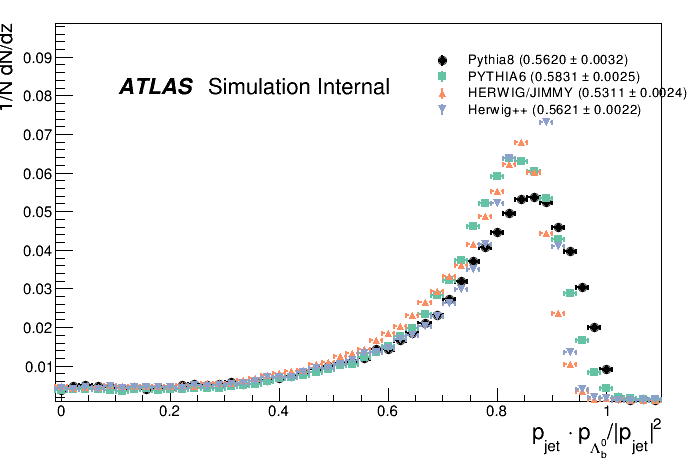 1/N dN/dz
ATLAS Simulation Internal
Pythia8 (0.5620 ± 0.0032)
PYTHIA6 (0.5831 ± 0.0025)
HERWIG/JIMMY (0.5311 ± 0.0024)
Herwig++ (0.5621 ± 0.0022)
0.09
0.08
0.07
0.06
0.05
0.04
0.03
0.02
0.01
0 0.2 0.4 0.6 0.8 1
p_jet · p_Λ_b^0/|p_jet|^2